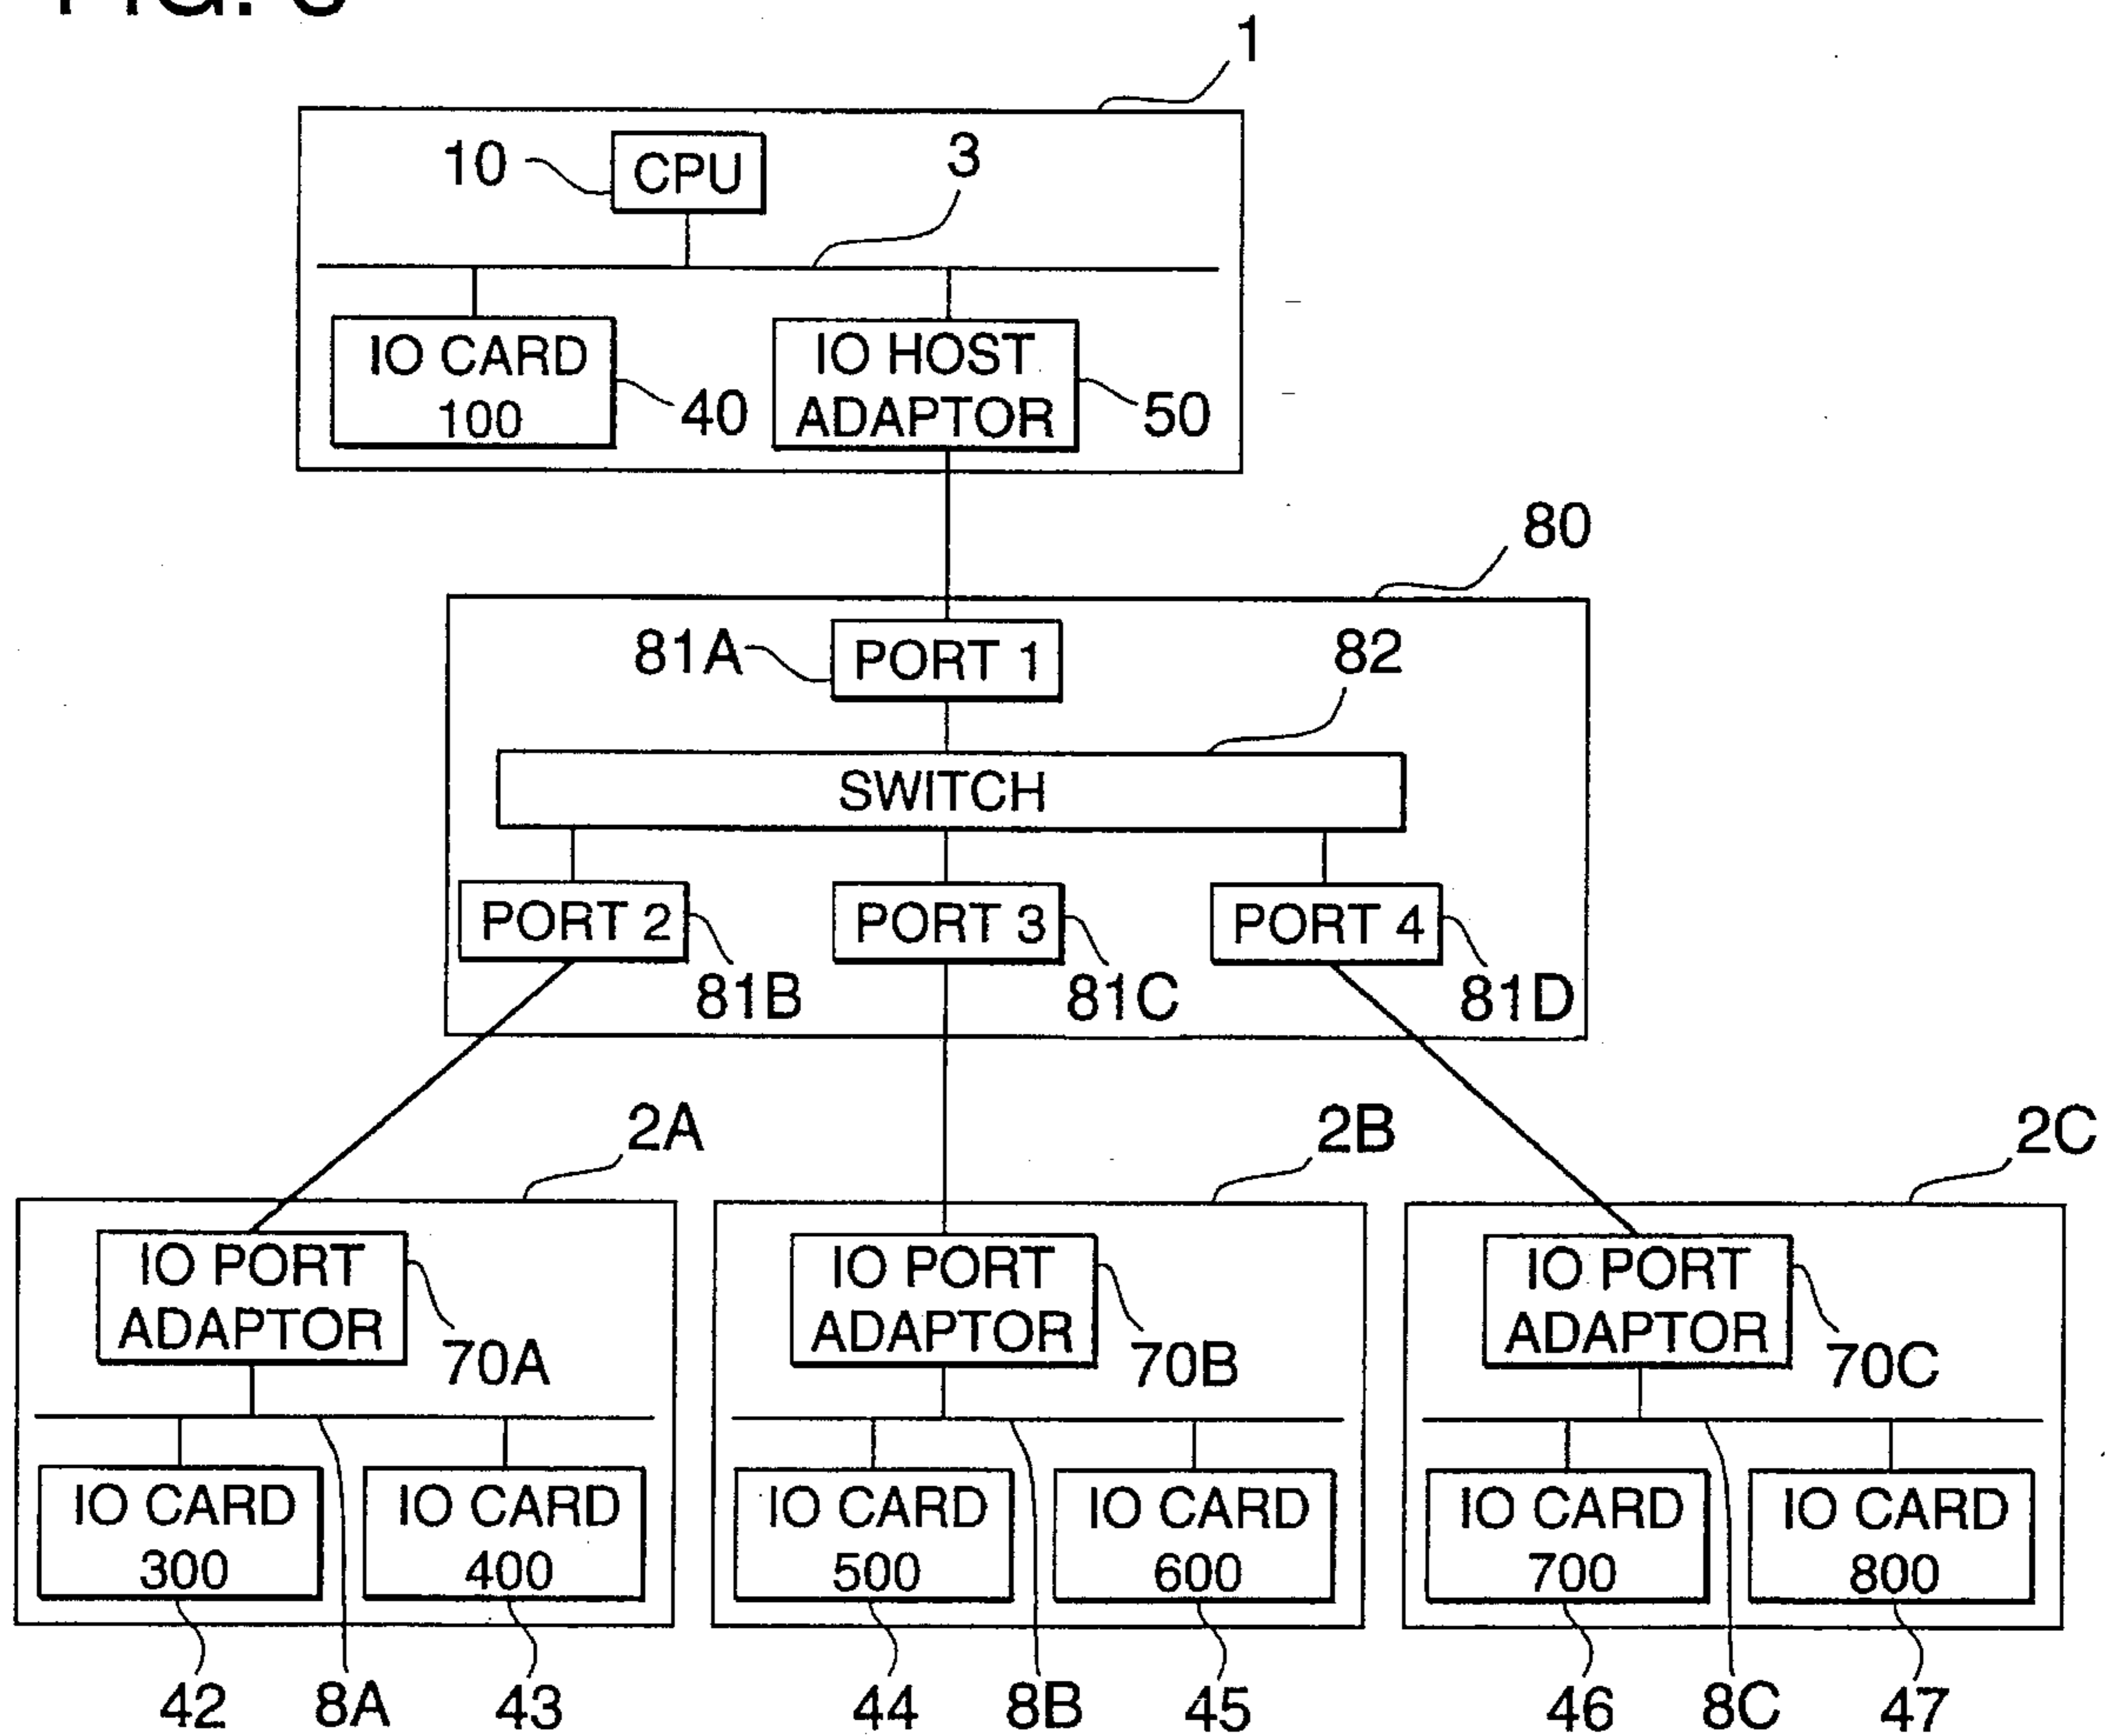 1
10
CPU
3
IO CARD
100
40
IO HOST
ADAPTOR
50
80
81A
PORT 1
82
SWITCH
PORT 2
PORT 3
PORT 4
81B
81C
81D
2A
2B
2C
IO PORT
ADAPTOR
70A
IO PORT
ADAPTOR
70B
IO PORT
ADAPTOR
70C
IO CARD
300
IO CARD
400
IO CARD
500
IO CARD
600
IO CARD
700
IO CARD
800
42
8A
43
44
8B
45
46
8C
47